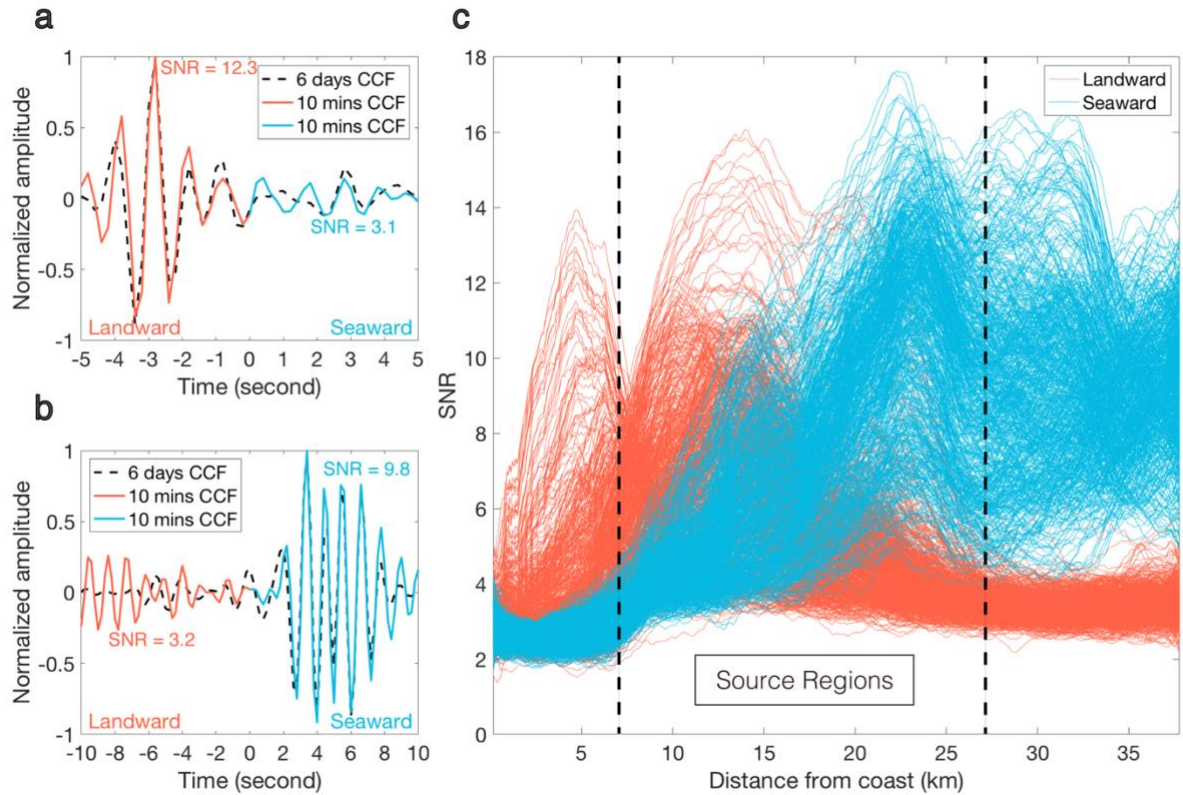 a
Normalized amplitude
1
0.5
0
-0.5
-1
SNR = 12.3
6 days CCF
10 mins CCF
10 mins CCF
SNR = 3.1
Landward
Seaward
-5 -4 -3 -2 -1 0 1 2 3 4 5
Time (second)
b
Normalized amplitude
1
0.5
0
-0.5
-1
6 days CCF
10 mins CCF
10 mins CCF
SNR = 9.8
SNR = 3.2
Landward
Seaward
-10 -8 -6 -4 -2 0 2 4 6 8 10
Time (second)
c
SNR
18
16
14
12
10
8
6
4
2
0
Landward
Seaward
Source Regions
5 10 15 20 25 30 35
Distance from coast (km)